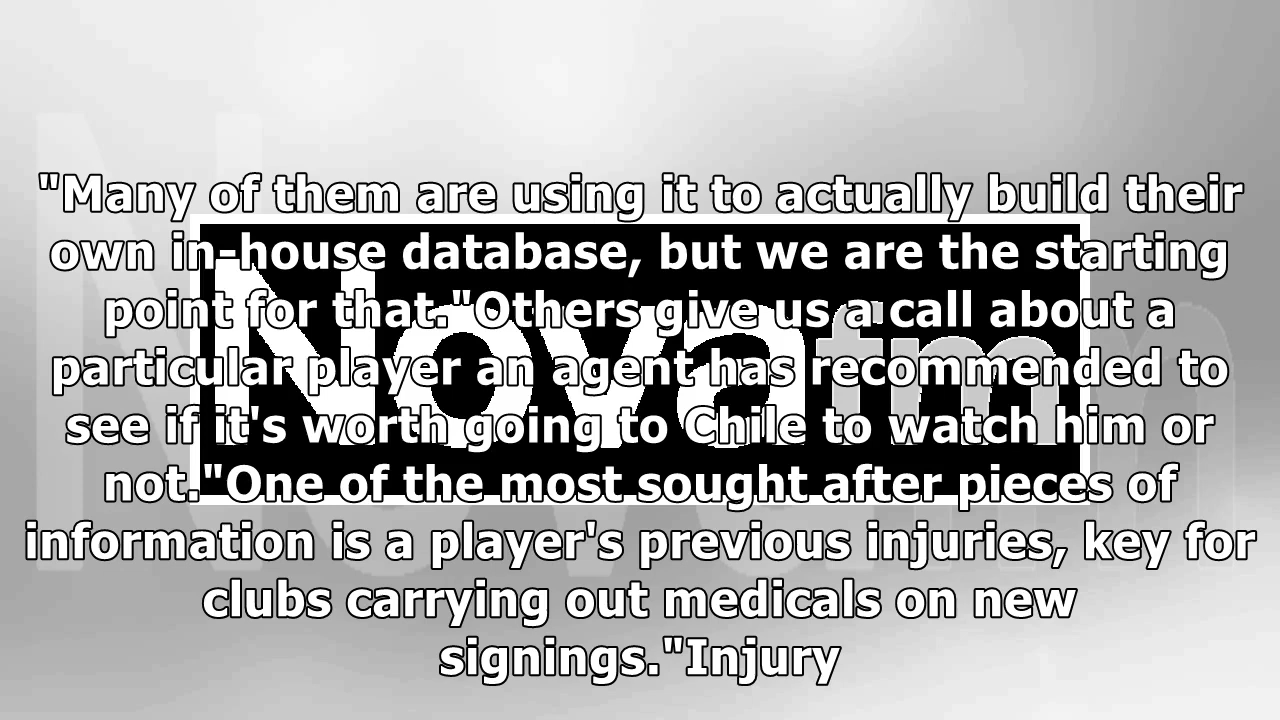 "Many of them are using it to actually build their
own in-house database, but we are the starting
point for that."Others give us a call about a
particular player an agent has recommended to
see if it's worth going to Chile to watch him or
not."One of the most sought after pieces of
information is a player's previous injuries, key for
clubs carrying out medicals on new
signings."Injury
Novafm